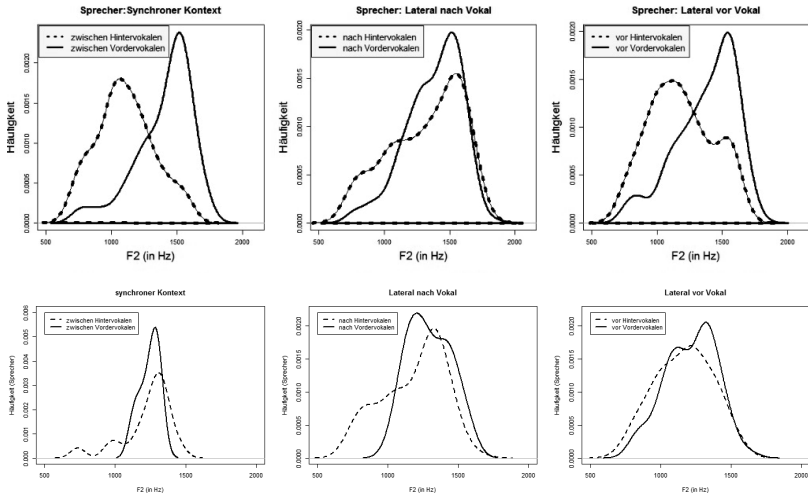 Sprecher:Synchroner Kontext
zwischen Hintervokalen
zwischen Vordervokalen
Häufigkeit
0.0000 0.0005 0.0010 0.0015 0.0020
500 1000 1500 2000
F2 (in Hz)
Sprecher: Lateral nach Vokal
nach Hintervokalen
nach Vordervokalen
Häufigkeit
0.0000 0.0005 0.0010 0.0015 0.0020
500 1000 1500 2000
F2 (in Hz)
Sprecher: Lateral vor Vokal
vor Hintervokalen
vor Vordervokalen
Häufigkeit
0.0000 0.0005 0.0010 0.0015 0.0020
500 1000 1500 2000
F2 (in Hz)
synchroner Kontext
zwischen Hintervokalen
zwischen Vordervokalen
Häufigkeit (Sprecher)
0.000 0.001 0.002 0.003 0.004 0.005 0.006
500 1000 1500 2000
F2 (in Hz)
Lateral nach Vokal
nach Hintervokalen
nach Vordervokalen
Häufigkeit (Sprecher)
0.0000 0.0005 0.0010 0.0015 0.0020
500 1000 1500 2000
F2 (in Hz)
Lateral vor Vokal
vor Hintervokalen
vor Vordervokalen
Häufigkeit (Sprecher)
0.0000 0.0005 0.0010 0.0015 0.0020
500 1000 1500 2000
F2 (in Hz)